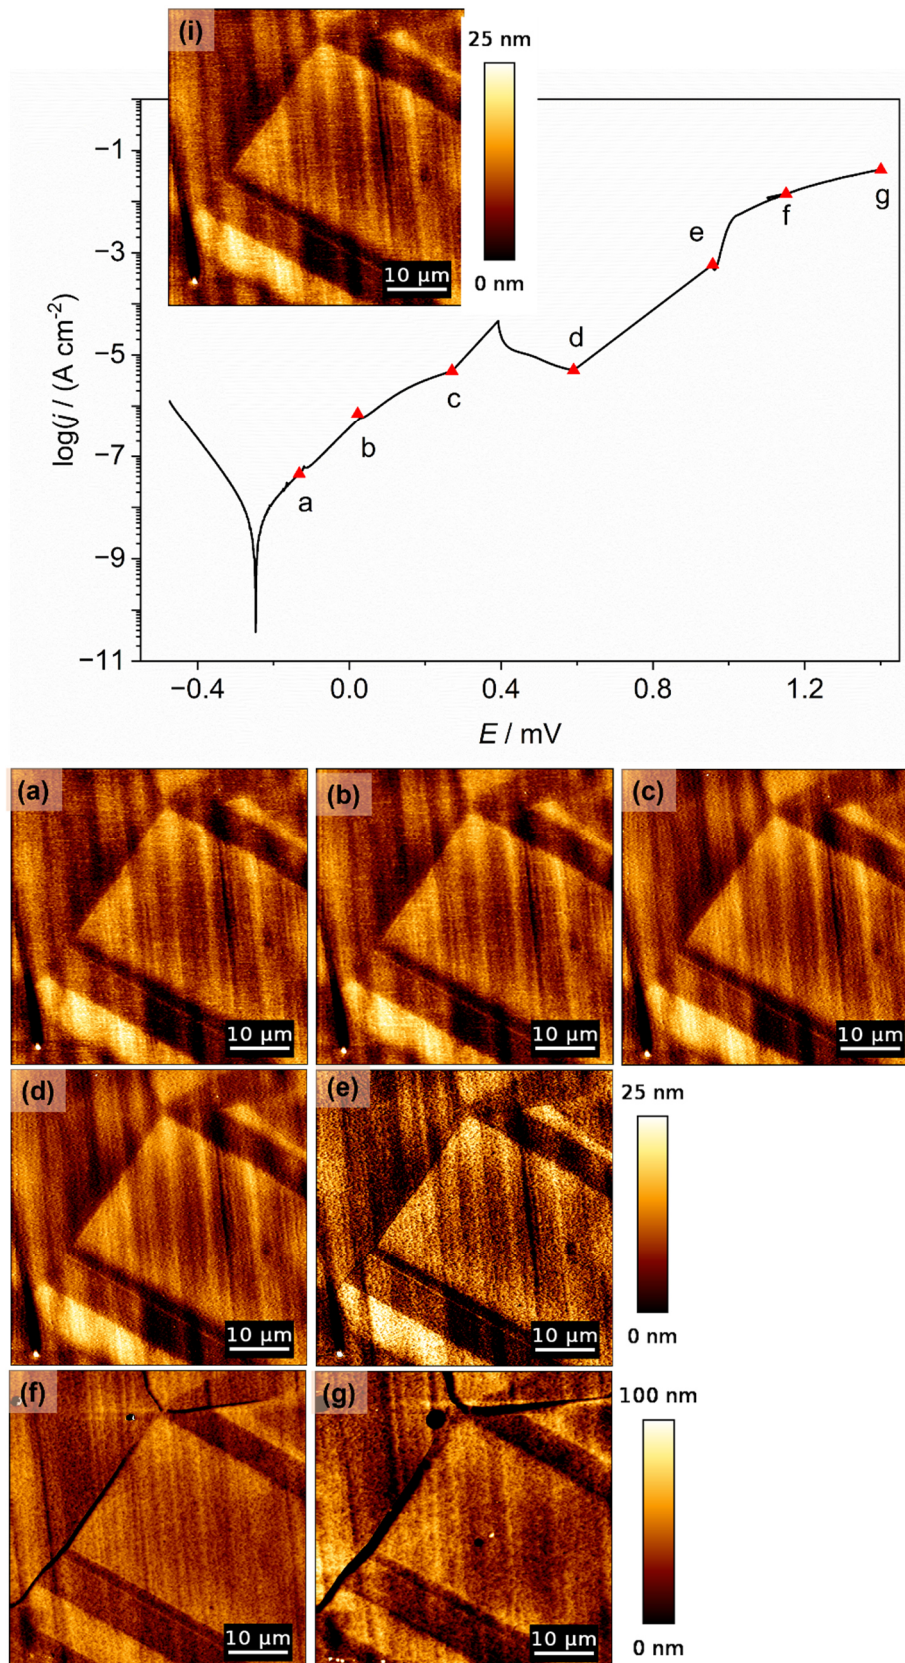 (i)
25 nm
0 nm
10 µm
−1
−3
−5
−7
−9
−11
log(j / (A cm⁻²)
a
b
c
d
e
f
g
−0.4 0.0 0.4 0.8 1.2
E / mV
(a) (b) (c)
10 µm 10 µm 10 µm
(d) (e)
25 nm
0 nm
10 µm 10 µm
(f) (g)
100 nm
0 nm
10 µm 10 µm